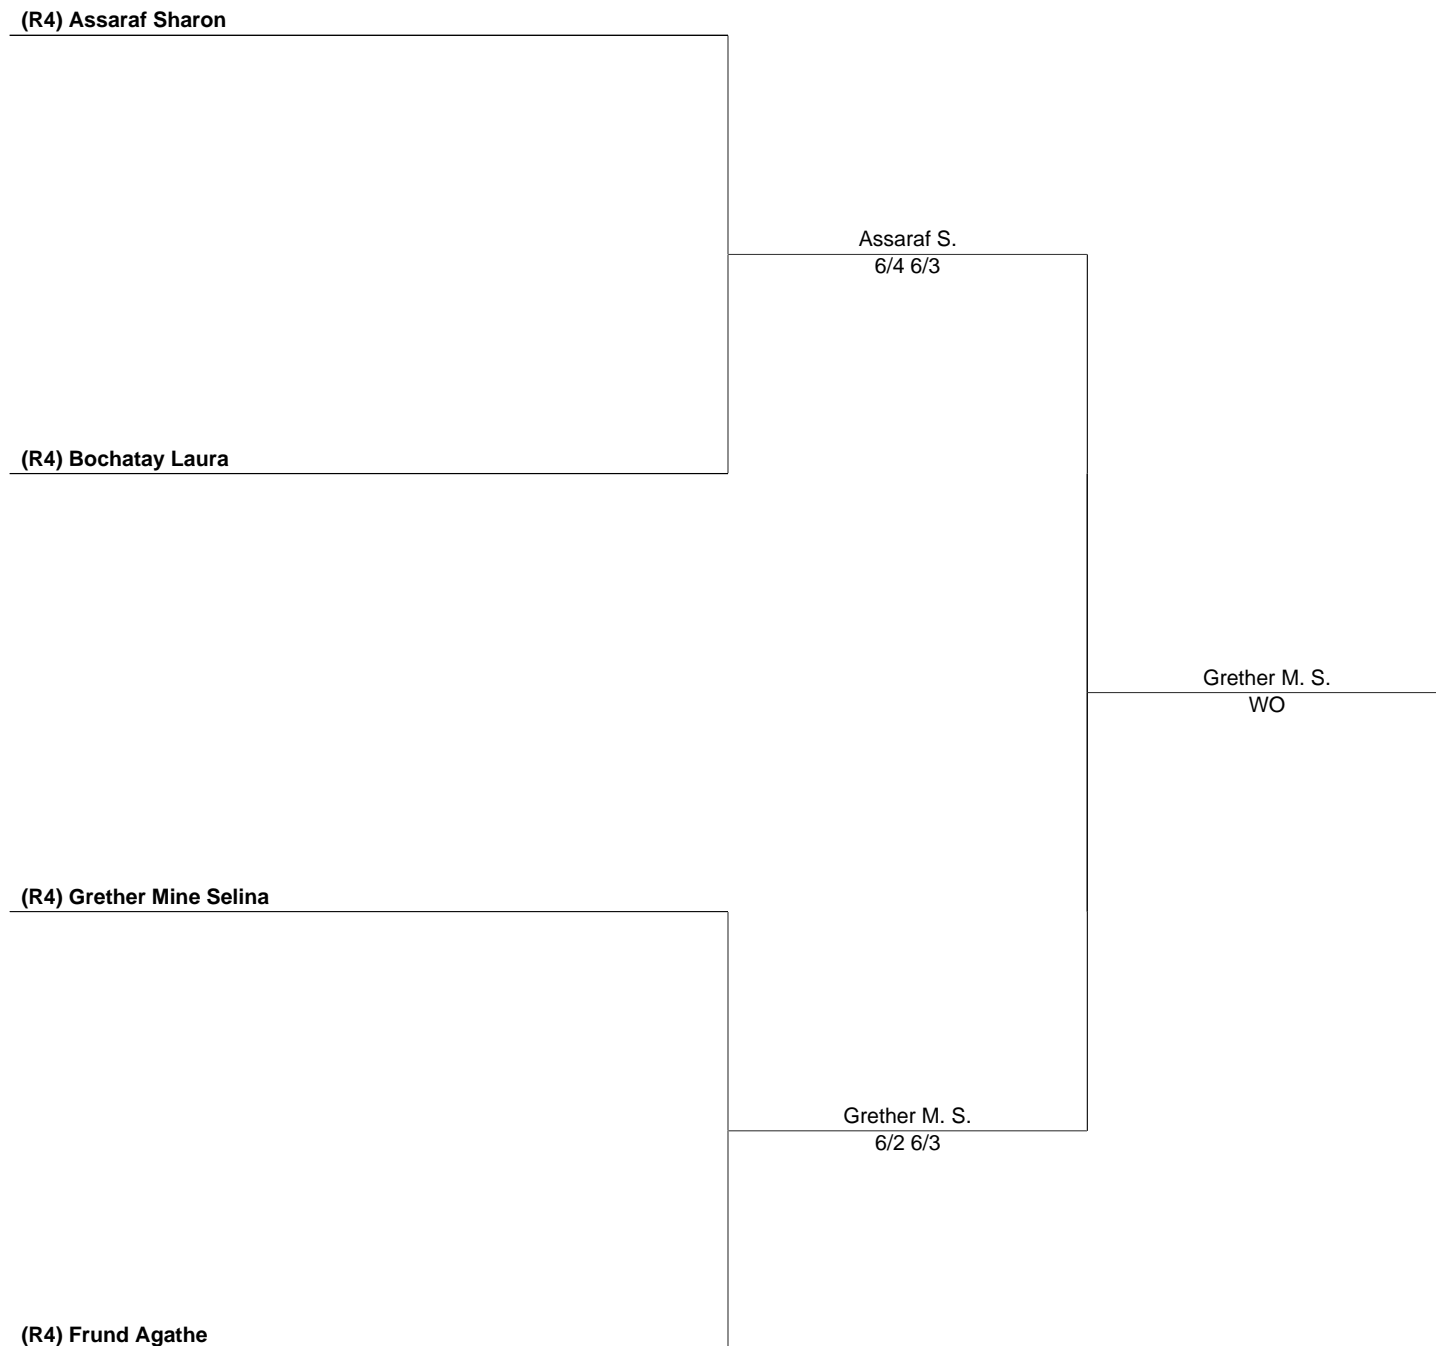 (R4) Assaraf Sharon
Assaraf S.
6/4 6/3
(R4) Bochatay Laura
Grether M. S.
WO
(R4) Grether Mine Selina
Grether M. S.
6/2 6/3
(R4) Frund Agathe